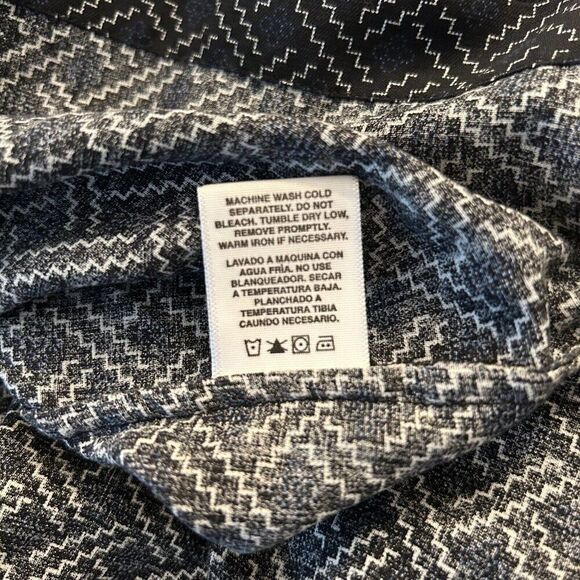 MACHINE WASH COLD
SEPARATELY. DO NOT
BLEACH. TUMBLE DRY LOW,
REMOVE PROMPTLY.
WARM IRON IF NECESSARY.
LAVADO A MAQUINA CON
AGUA FRÍA. NO USE
BLANQUEADOR. SECAR
A TEMPERATURA BAJA.
PLANCHADO A
TEMPERATURA TIBIA
CAUNDO NECESARIO.